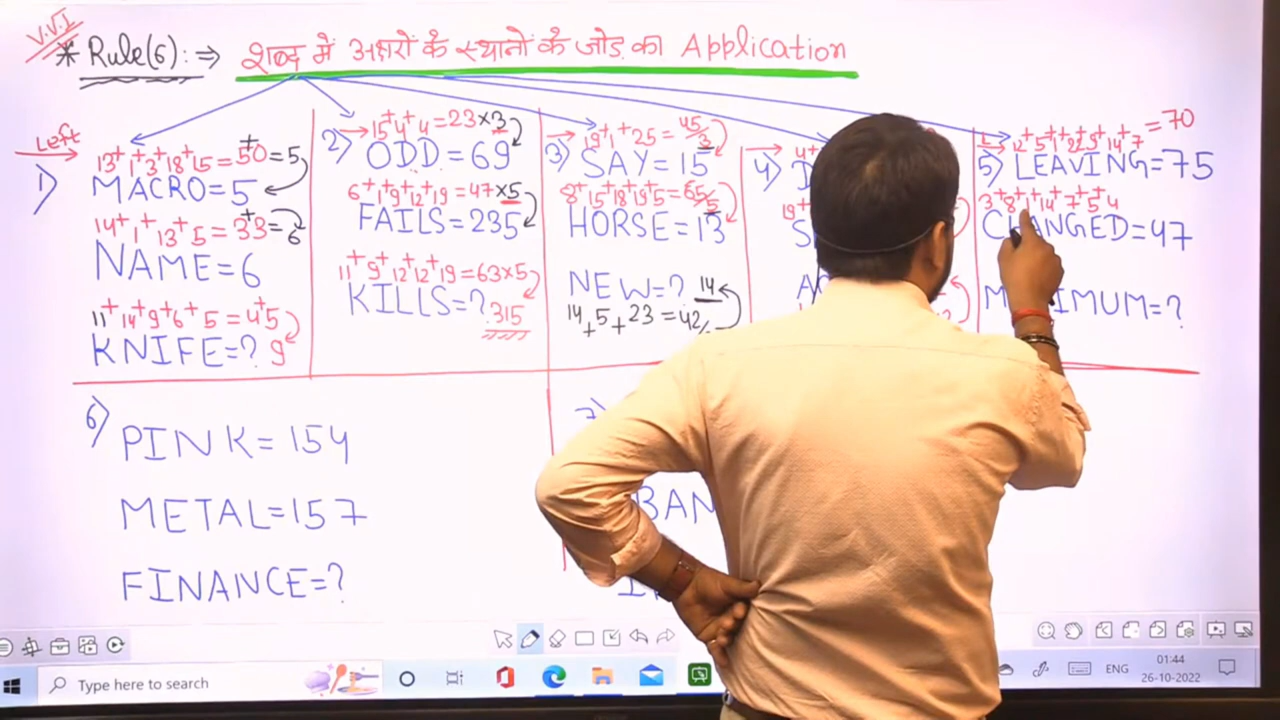 V.V.I
* Rule(6):⇒ शब्द में अक्षरों के स्थानों के जोड़ का Application
Left
1)
13+1+3+18+15=50=5
MACRO=5
14+1+13+5=33=6
NAME=6
11+14+9+6+5=45
KNIFE=? 9
2)
15+4+4=23×3
ODD=69
6+1+9+12+19=47×5
FAILS=235
11+9+12+12+19=63×5
KILLS=? 315
3)
19+1+25=45/3
SAY=15
8+15+18+19+5=65/5
HORSE=13
NEW=? 14
14+5+23=42
4)
5)
12+5+1+22+9+14+7=70
LEAVING=75
3+8+1+14+7+5+4
CHANGED=47
=?
6)
PINK=154
METAL=157
FINANCE=?
BAN
Type here to search
ENG
01:44
26-10-2022